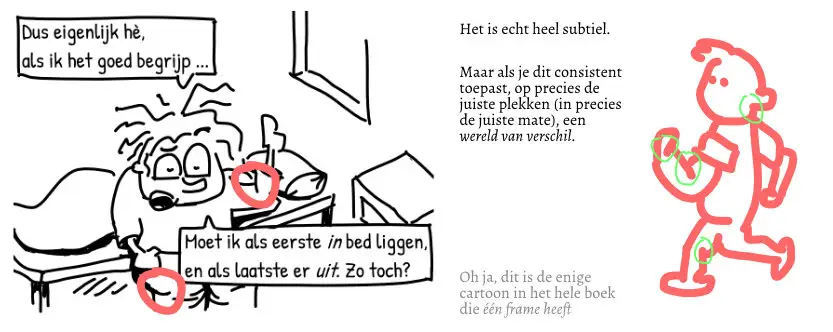 Dus eigenlijk hè,
als ik het goed begrijp ...
Moet ik als eerste in bed liggen,
en als laatste er uit. Zo toch?
Het is echt heel subtiel.
Maar als je dit consistent
toepast, op precies de
juiste plekken (in precies
de juiste mate), een
wereld van verschil.
Oh ja, dit is de enige
cartoon in het hele boek
die één frame heeft